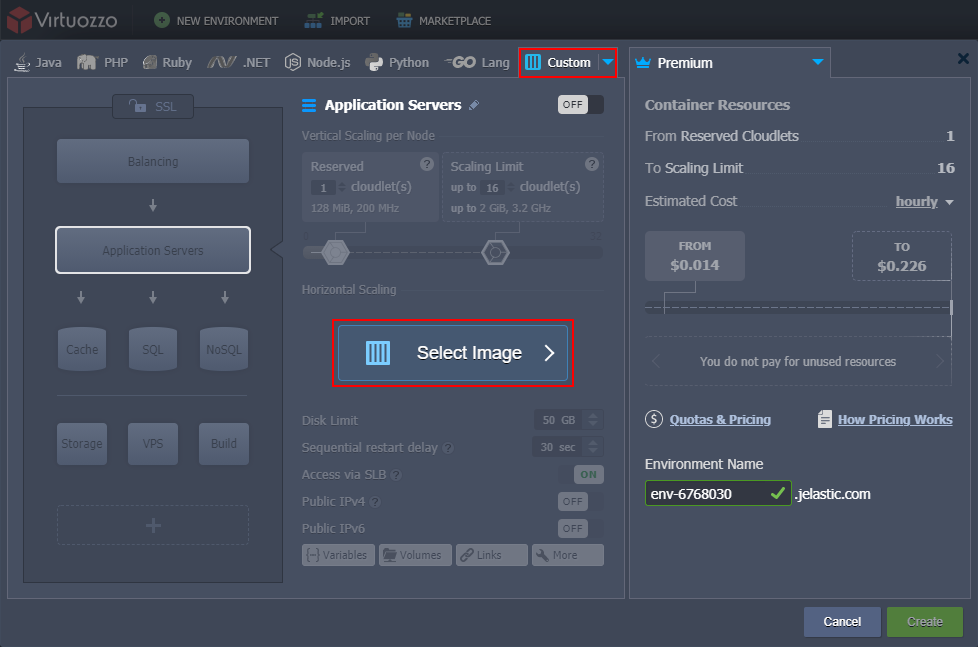 Virtuozzo NEW ENVIRONMENT IMPORT MARKETPLACE
Java PHP Ruby .NET Node.js Python GO Lang Custom
SSL
Balancing
Application Servers
Cache SQL NoSQL
Storage VPS Build
+
Application Servers OFF
Vertical Scaling per Node
Reserved ?
1 cloudlet(s)
128 MiB, 200 MHz
Scaling Limit ?
up to 16 cloudlet(s)
up to 2 GiB, 3.2 GHz
Horizontal Scaling
Select Image
Disk Limit 50 GB
Sequential restart delay ? 30 sec
Access via SLB ? ON
Public IPv4 ? OFF
Public IPv6 OFF
Variables Volumes Links More
Premium
Container Resources
From Reserved Cloudlets 1
To Scaling Limit 16
Estimated Cost hourly
FROM
$0.014
TO
$0.226
You do not pay for unused resources
$ Quotas & Pricing How Pricing Works
Environment Name
env-6768030 .jelastic.com
Cancel Create